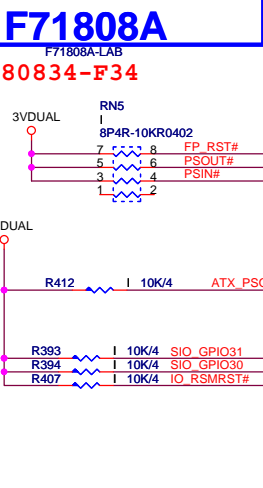 F71808A
F71808A-LAB
80834-F34
RN5
3VDUAL
I
8P4R-10KR0402
7 8 FP_RST#
5 6 PSOUT#
3 4 PSIN#
1 2
DUAL
R412 I 10K/4 ATX_PSO
R393 I 10K/4 SIO_GPIO31
R394 I 10K/4 SIO_GPIO30
R407 I 10K/4 IO_RSMRST#